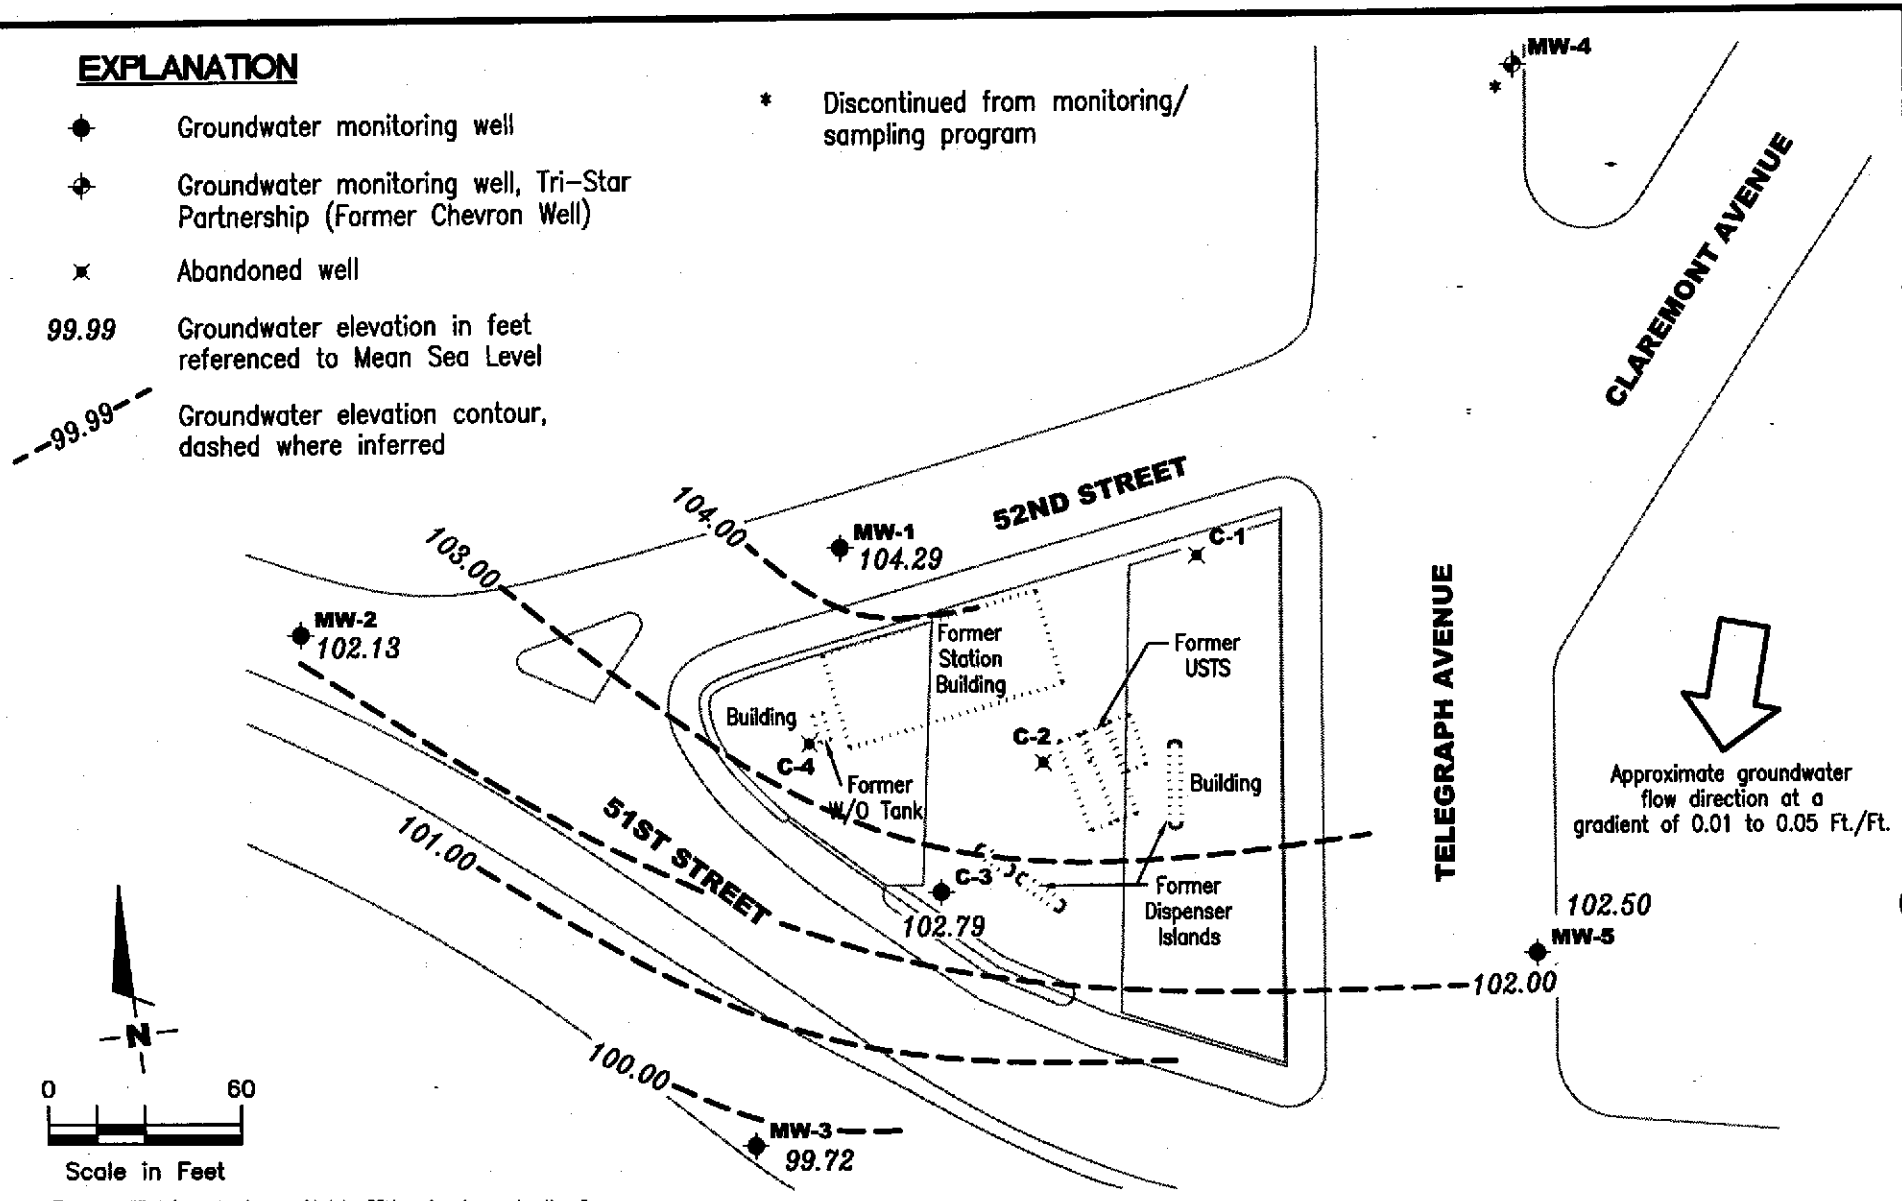 EXPLANATION
Groundwater monitoring well
Groundwater monitoring well, Tri-Star
Partnership (Former Chevron Well)
Abandoned well
99.99
Groundwater elevation in feet
referenced to Mean Sea Level
99.99
Groundwater elevation contour,
dashed where inferred
* Discontinued from monitoring/
sampling program
MW-4
*
CLAREMONT AVENUE
52ND STREET
104.00
MW-1
104.29
103.00
C-1
MW-2
102.13
Former
Station
Building
Former
USTS
TELEGRAPH AVENUE
Building
C-4
C-2
Former
W/O Tank
Building
Approximate groundwater
flow direction at a
gradient of 0.01 to 0.05 Ft./Ft.
51ST STREET
101.00
C-3
102.79
Former
Dispenser
Islands
102.50
MW-5
102.00
N
100.00
MW-3
99.72
0 60
Scale in Feet